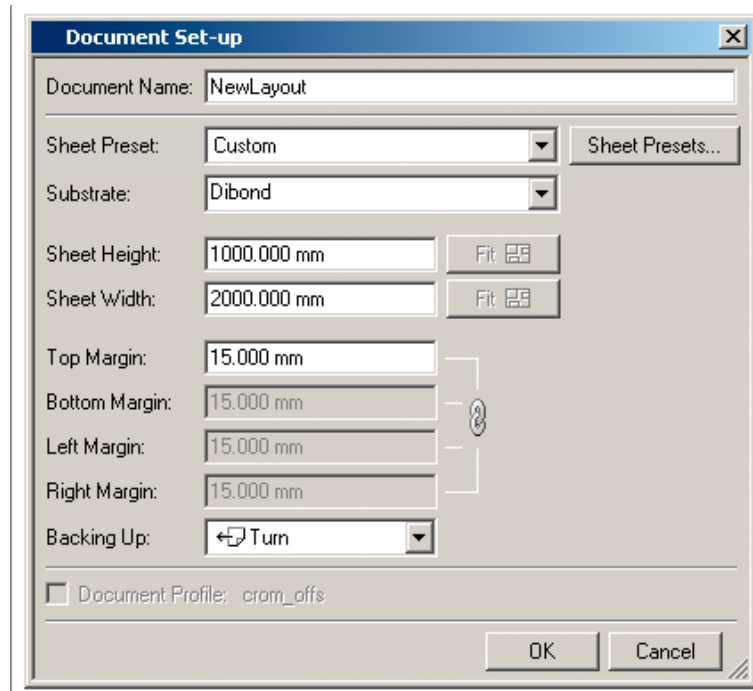 Document Set-up
Document Name: NewLayout
Sheet Preset: Custom Sheet Presets...
Substrate: Dibond
Sheet Height: 1000.000 mm Fit
Sheet Width: 2000.000 mm Fit
Top Margin: 15.000 mm
Bottom Margin: 15.000 mm
Left Margin: 15.000 mm
Right Margin: 15.000 mm
Backing Up: Turn
Document Profile: crom_offs
OK Cancel